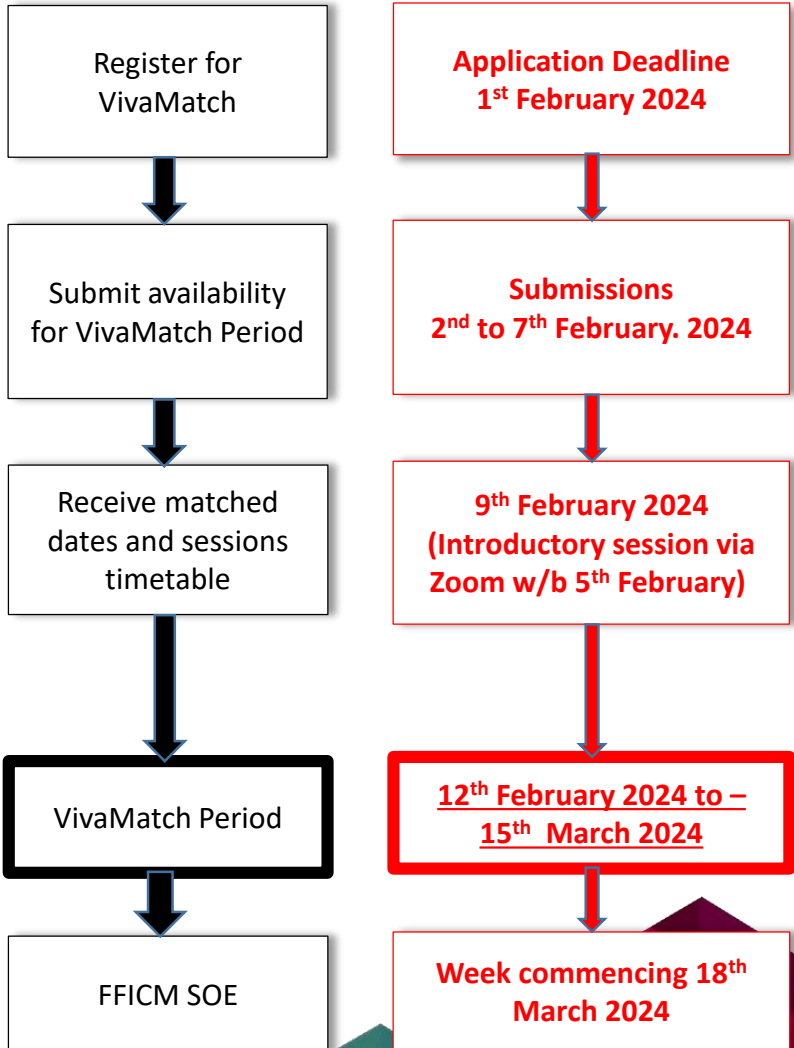 Register for
VivaMatch
Application Deadline
1st February 2024
Submit availability
for VivaMatch Period
Submissions
2nd to 7th February. 2024
Receive matched
dates and sessions
timetable
9th February 2024
(Introductory session via
Zoom w/b 5th February)
VivaMatch Period
12th February 2024 to –
15th March 2024
FFICM SOE
Week commencing 18th
March 2024